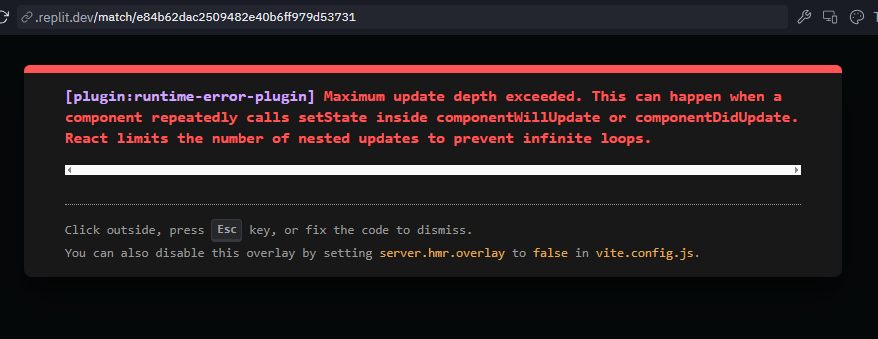 .replit.dev/match/e84b62dac2509482e40b6ff979d53731
[plugin:runtime-error-plugin] Maximum update depth exceeded. This can happen when a
component repeatedly calls setState inside componentWillUpdate or componentDidUpdate.
React limits the number of nested updates to prevent infinite loops.
Click outside, press Esc key, or fix the code to dismiss.
You can also disable this overlay by setting server.hmr.overlay to false in vite.config.js.